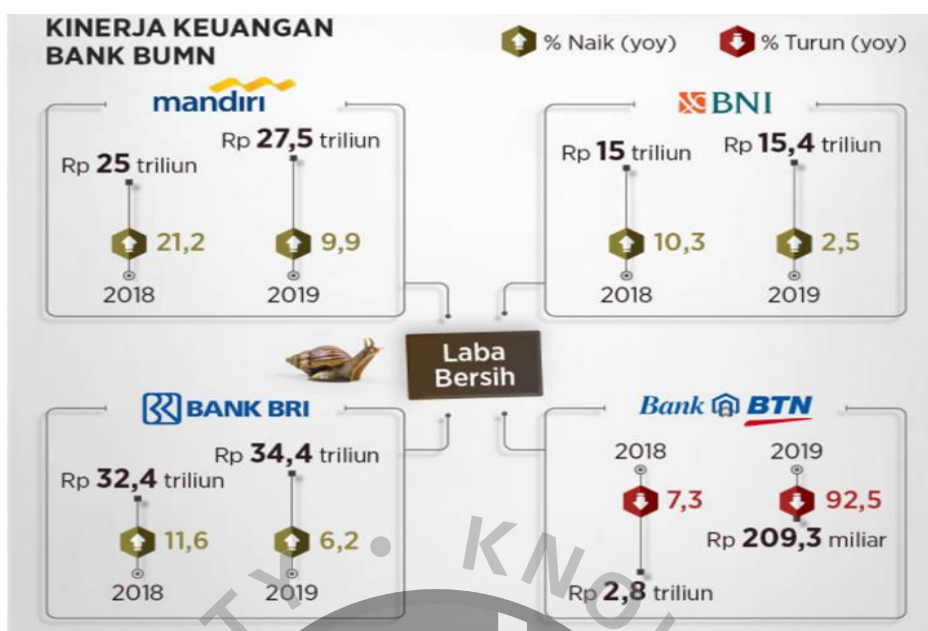 KINERJA KEUANGAN
BANK BUMN
% Naik (yoy)
% Turun (yoy)
mandiri
Rp 25 triliun
Rp 27,5 triliun
21,2
9,9
2018
2019
BNI
Rp 15 triliun
Rp 15,4 triliun
10,3
2,5
2018
2019
Laba
Bersih
BANK BRI
Rp 32,4 triliun
Rp 34,4 triliun
11,6
6,2
2018
2019
Bank BTN
2018
2019
7,3
92,5
Rp 2,8 triliun
Rp 209,3 miliar